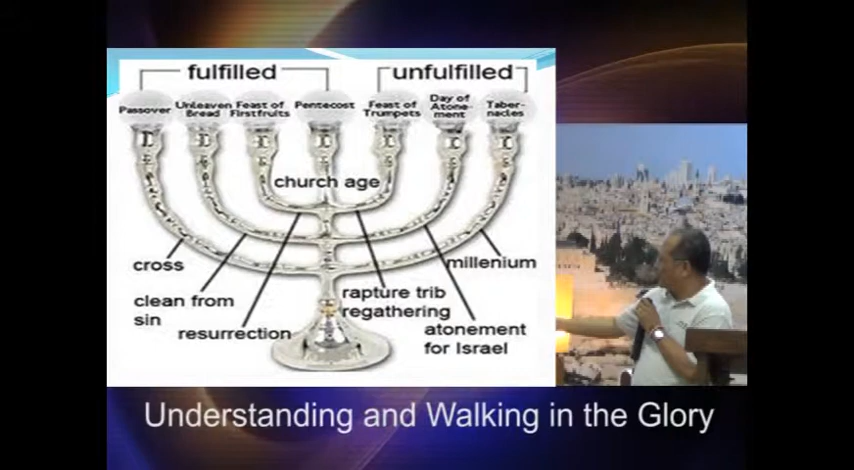 fulfilled
unfulfilled
Passover
Unleaven
Bread
Feast of
Firstfruits
Pentecost
Feast of
Trumpets
Day of
Atone-
ment
Taber-
nacles
church age
cross
millenium
clean from
sin
rapture trib
regathering
resurrection
atonement
for Israel
Understanding and Walking in the Glory